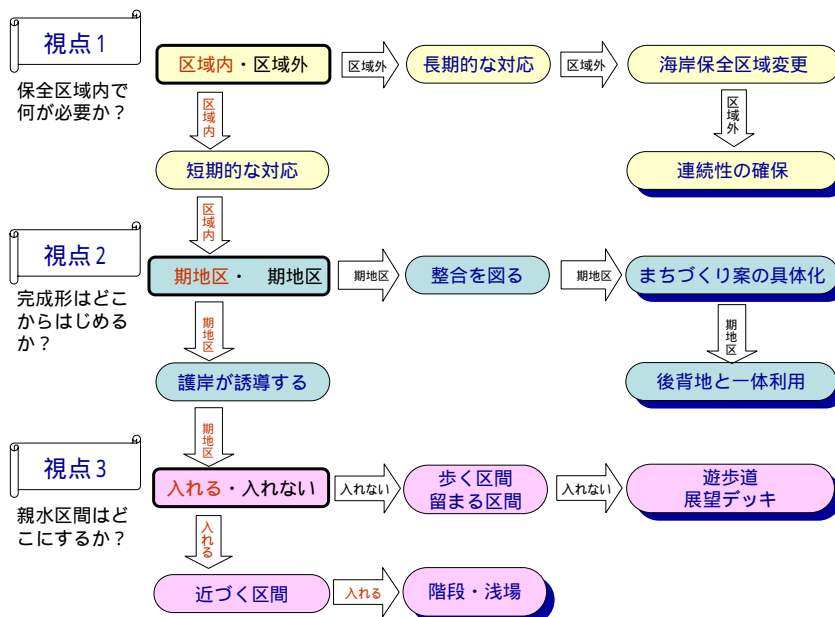 視点1
保全区域内で
何が必要か？
区域内・区域外
区域外
長期的な対応
区域外
海岸保全区域変更
区域内
区域外
短期的な対応
連続性の確保
区域内
視点2
完成形はどこ
からはじめる
か？
期地区・ 期地区
期地区
整合を図る
期地区
まちづくり案の具体化
期地区
期地区
護岸が誘導する
後背地と一体利用
期地区
視点3
親水区間はど
こにするか？
入れる・入れない
入れない
歩く区間
留まる区間
入れない
遊歩道
展望デッキ
入れる
近づく区間
入れる
階段・浅場